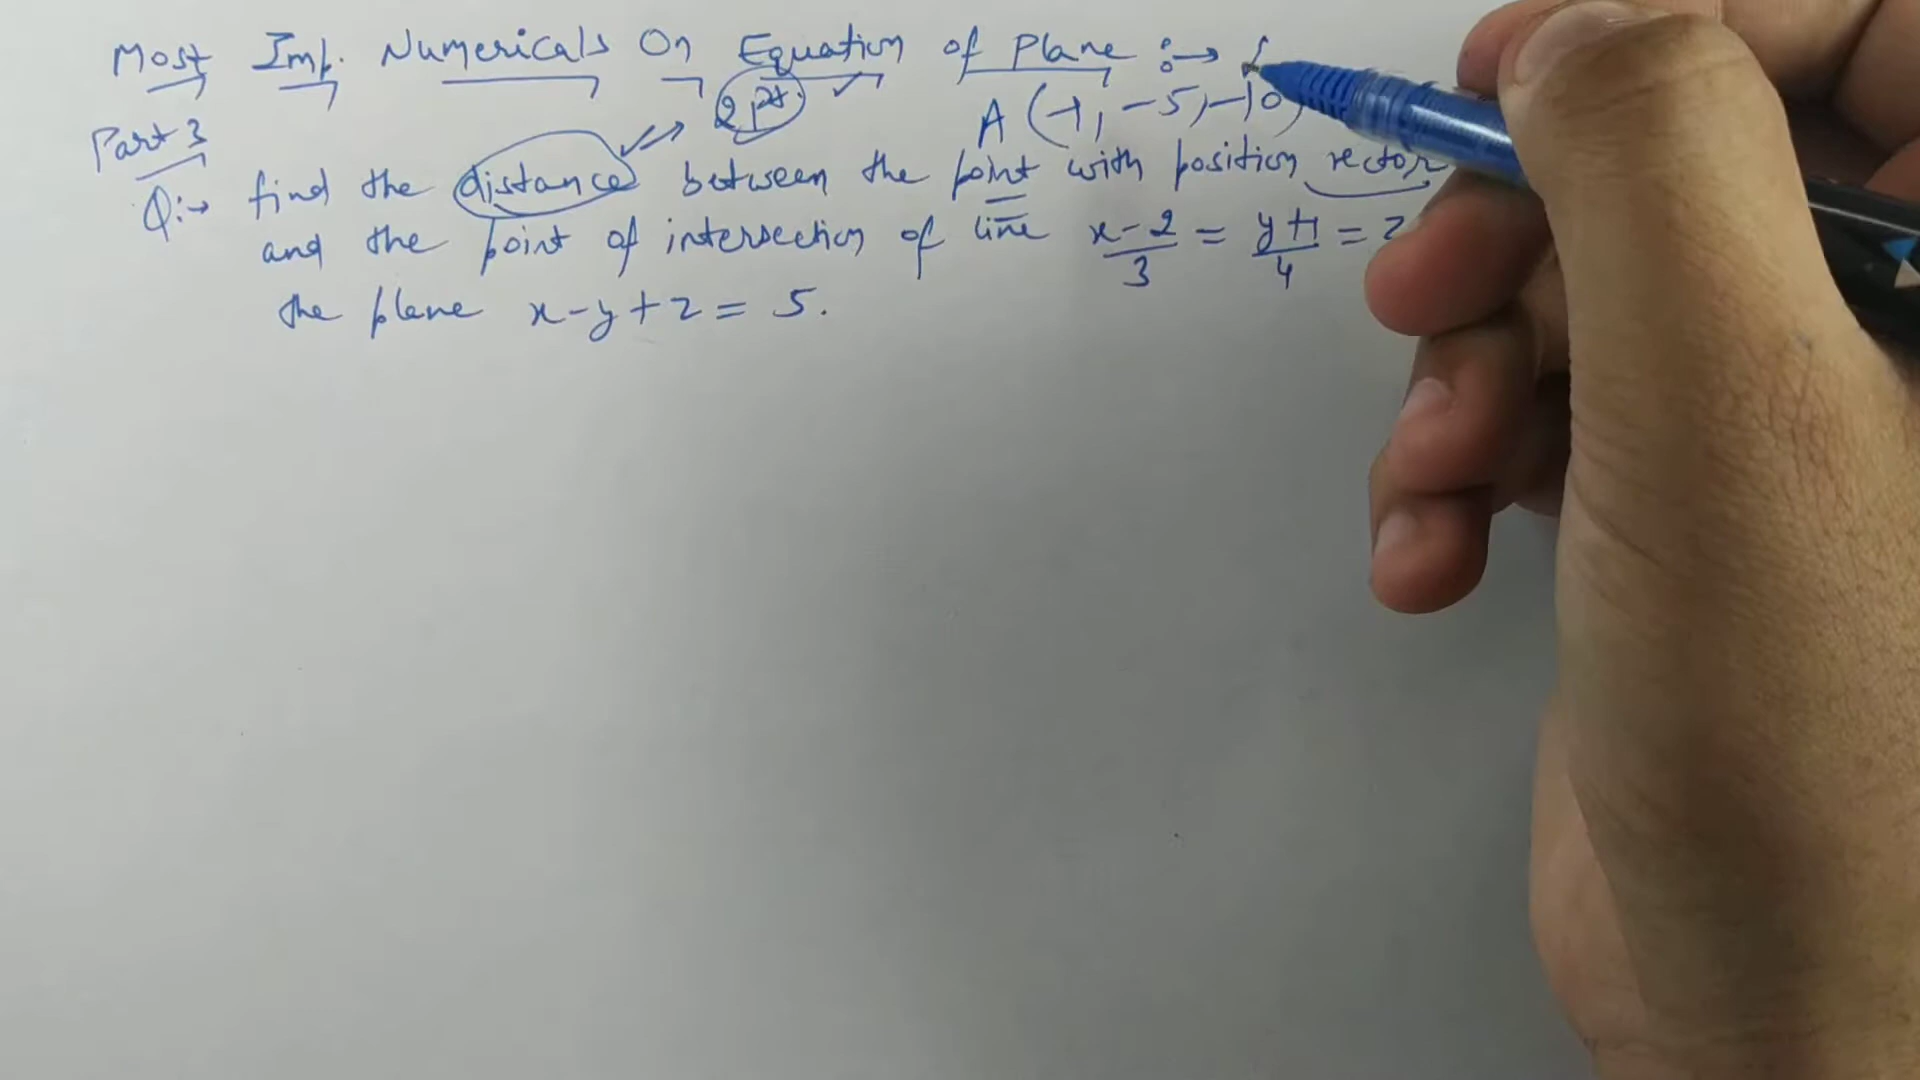 Most Imp. Numericals On Equation of Plane :→
2 pt.
A (-1, -5, -10)
Part 3
Q:→ find the distance between the point with position vector
and the point of intersection of line x-2/3 = y+1/4 = z
the plane x-y+z = 5.